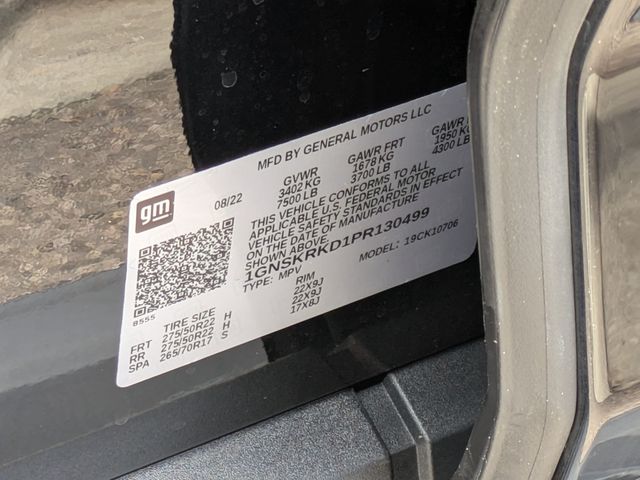 gm
08/22
MFD BY GENERAL MOTORS LLC
GVWR
3402 KG
7500 LB
GAWR FRT
1678 KG
3700 LB
GAWR
1950 KG
4300 LB
THIS VEHICLE CONFORMS TO ALL
APPLICABLE U.S. FEDERAL MOTOR
VEHICLE SAFETY STANDARDS IN EFFECT
ON THE DATE OF MANUFACTURE
SHOWN ABOVE.
1GNSKRKD1PR130499
TYPE: MPV
MODEL: 19CK10706
8555
TIRE SIZE
RIM
FRT 275/50R22 H 22X9J
RR 275/50R22 H 22X9J
SPA 265/70R17 S 17X8J